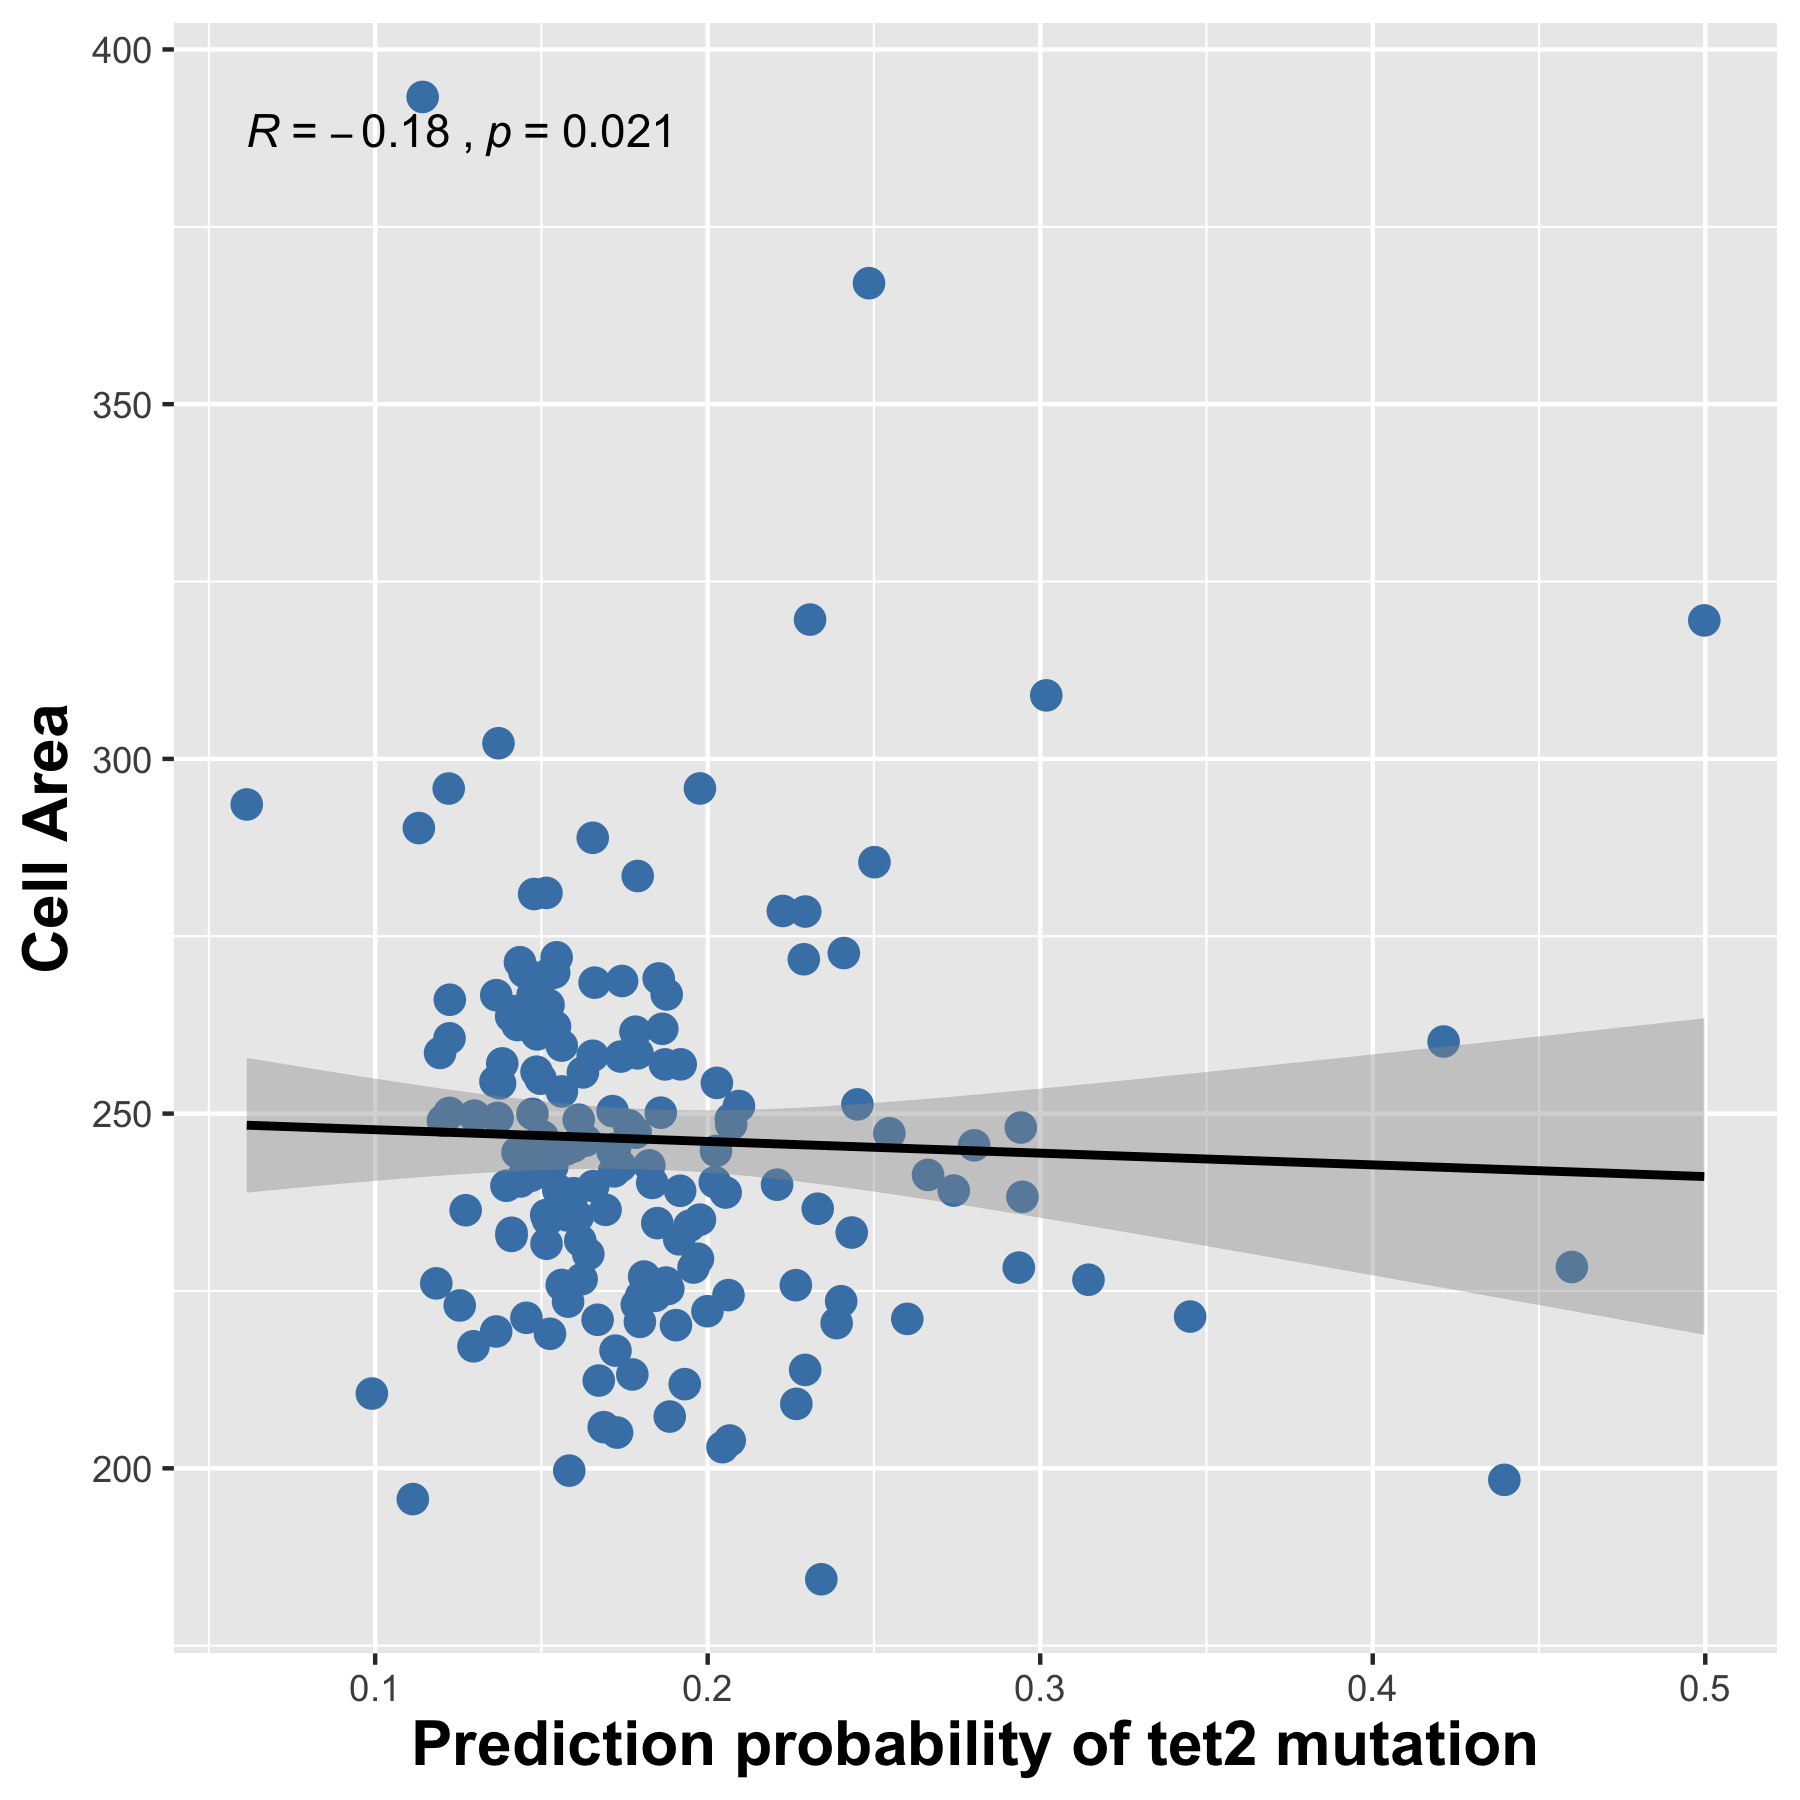 400
R = −0.18 , p = 0.021
350
300
250
200
Cell Area
0.1 0.2 0.3 0.4 0.5
Prediction probability of tet2 mutation